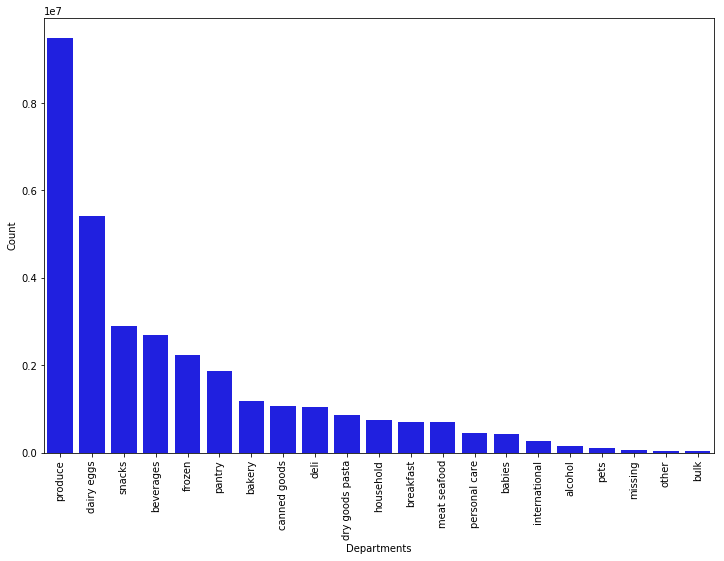 1e7
0.8
0.6
0.4
0.2
0.0
Count
produce
dairy eggs
snacks
beverages
frozen
pantry
bakery
canned goods
deli
dry goods pasta
household
breakfast
meat seafood
personal care
babies
international
alcohol
pets
missing
other
bulk
Departments